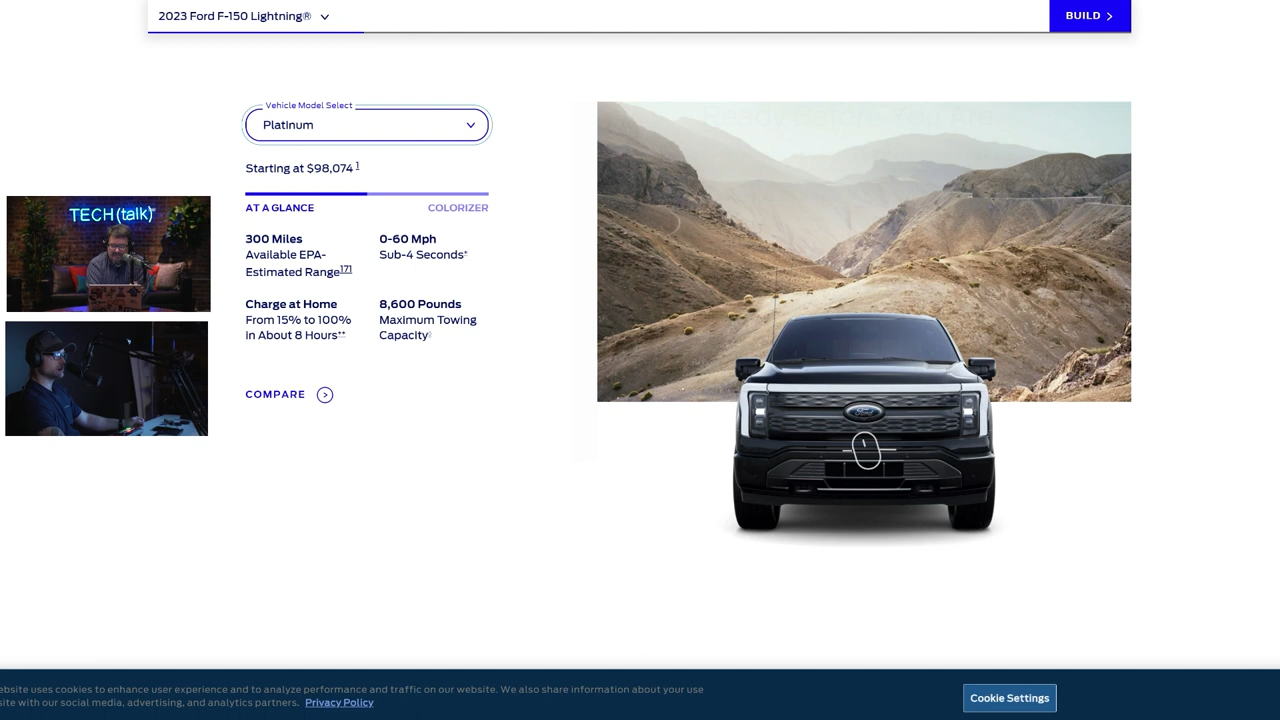 2023 Ford F-150 Lightning®
BUILD
Vehicle Model Select
Platinum
Starting at $98,074 1
AT A GLANCE
COLORIZER
300 Miles
Available EPA-
Estimated Range171
0-60 Mph
Sub-4 Seconds*
Charge at Home
From 15% to 100%
in About 8 Hours**
8,600 Pounds
Maximum Towing
Capacity
COMPARE
TECH(talk)
Ford
ebsite uses cookies to enhance user experience and to analyze performance and traffic on our website. We also share information about your use
site with our social media, advertising, and analytics partners. Privacy Policy
Cookie Settings